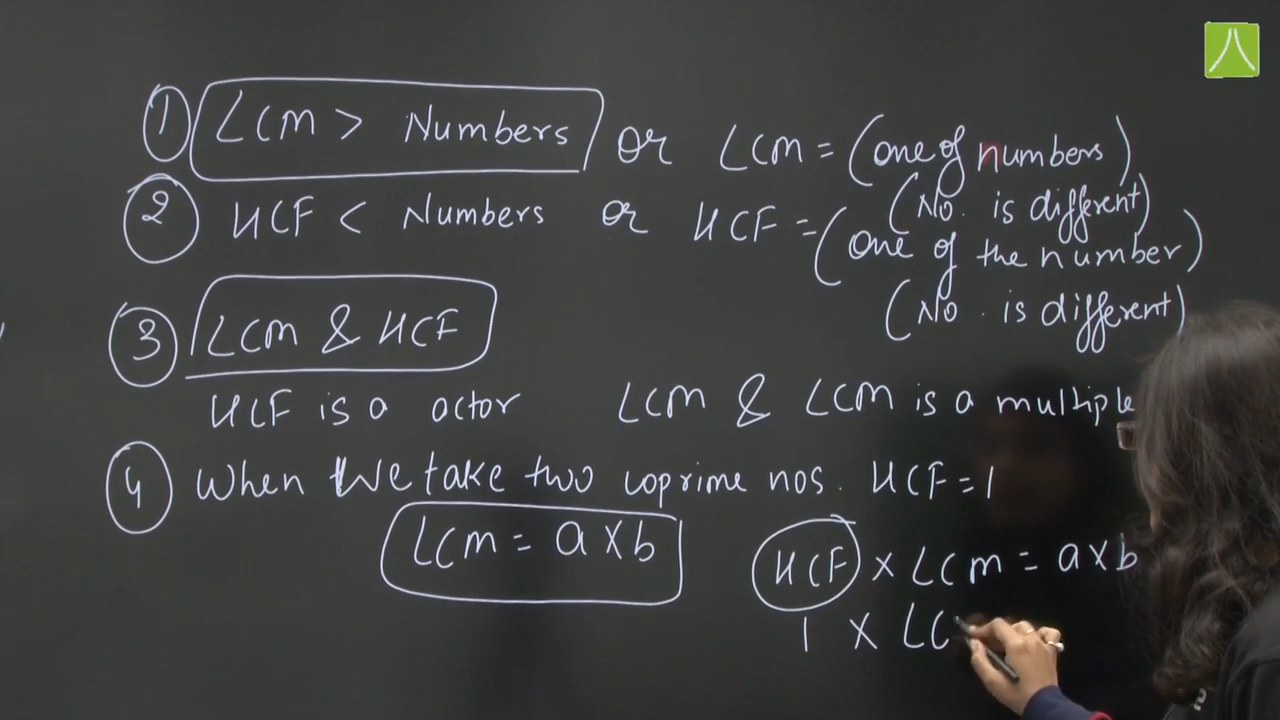 1 LCM > Numbers or LCM = (one of numbers)
(No. is different)
2 HCF < Numbers or HCF = (one of the number)
(No. is different)
3 LCM & HCF
HCF is a actor LCM & LCM is a multiple
4 When We take two coprime nos. HCF = 1
LCM = a x b
HCF x LCM = a x b
1 x LC